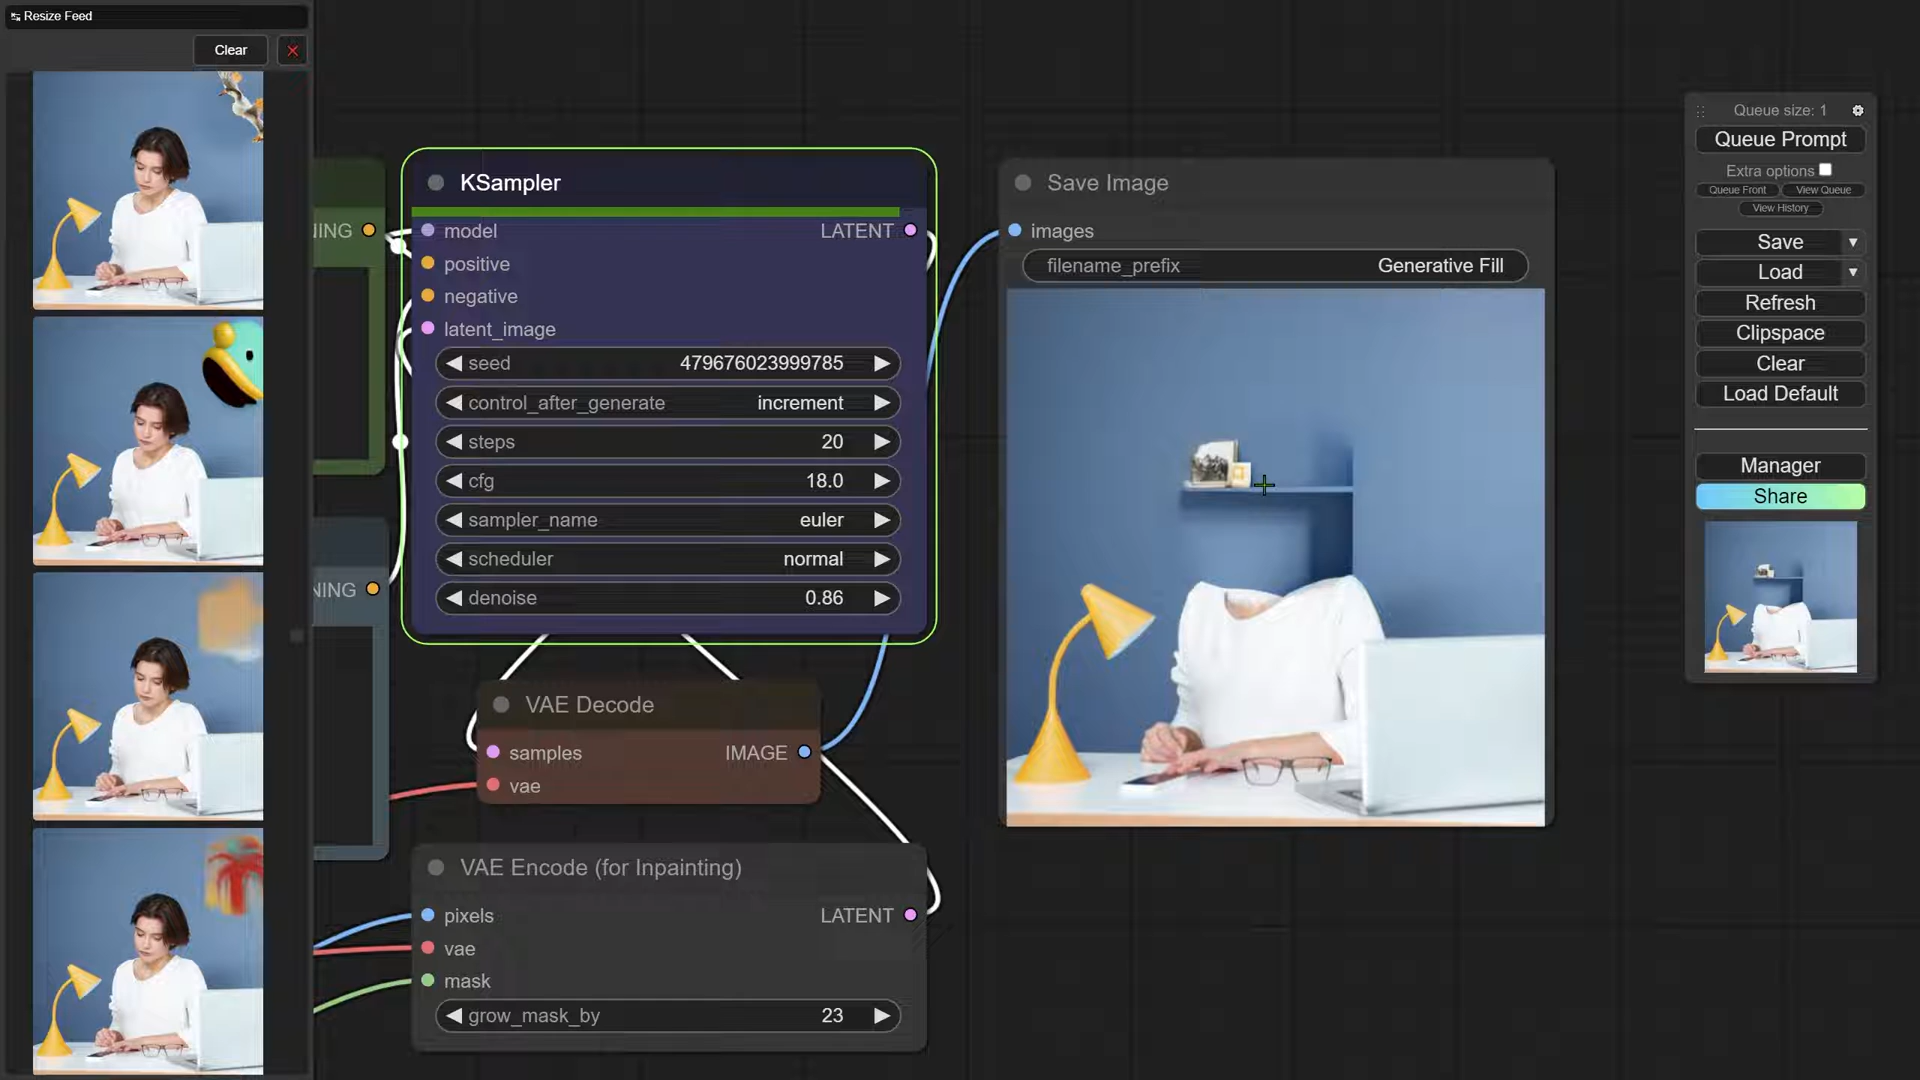 Resize Feed
Clear
NING
NING
KSampler
model
LATENT
positive
negative
latent_image
seed
479676023999785
control_after_generate
increment
steps
20
cfg
18.0
sampler_name
euler
scheduler
normal
denoise
0.86
VAE Decode
samples
IMAGE
vae
VAE Encode (for Inpainting)
pixels
LATENT
vae
mask
grow_mask_by
23
Save Image
images
filename_prefix
Generative Fill
Queue size: 1
Queue Prompt
Extra options
Queue Front
View Queue
View History
Save
Load
Refresh
Clipspace
Clear
Load Default
Manager
Share